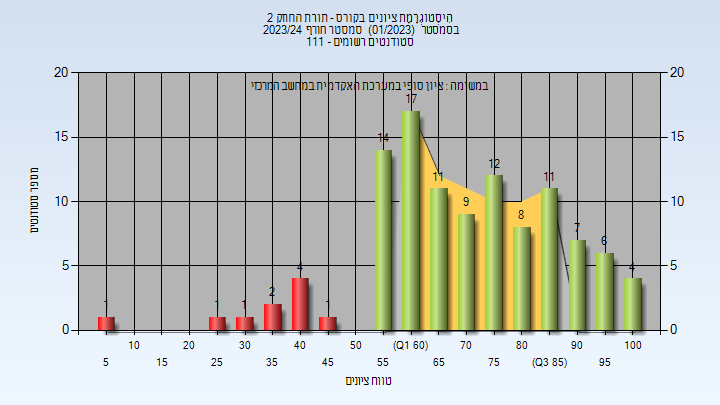 היסטוגרמת ציונים בקורס - תורת החוזק 2
בסמסטר (01/2023) סמסטר חורף 2023/24
סטודנטים רשומים - 111
במשימה : ציון סופי במערכת האקדמית במחשב המרכזי
20 20
15 15
10 10
5 5
0 0
מספר סטודנטים
1 1 1 2 4 1 14 17 11 9 12 8 11 7 6 4
10 20 30 40 50 (Q1 60) 70 80 90 100
5 15 25 35 45 55 65 75 (Q3 85) 95
טווח ציונים